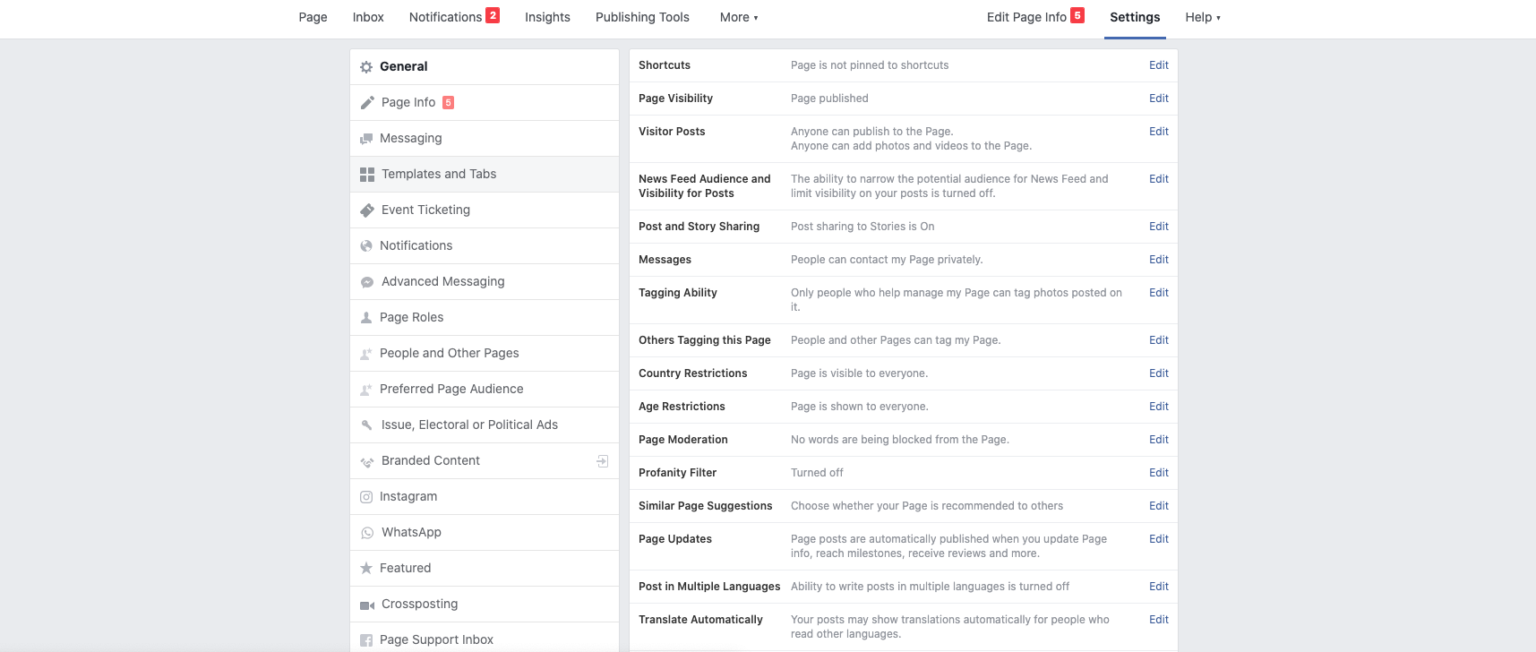 Page Inbox Notifications 2 Insights Publishing Tools More Edit Page Info 5 Settings Help
General
Page Info 5
Messaging
Templates and Tabs
Event Ticketing
Notifications
Advanced Messaging
Page Roles
People and Other Pages
Preferred Page Audience
Issue, Electoral or Political Ads
Branded Content
Instagram
WhatsApp
Featured
Crossposting
Page Support Inbox
Shortcuts Page is not pinned to shortcuts Edit
Page Visibility Page published Edit
Visitor Posts Anyone can publish to the Page. Edit
Anyone can add photos and videos to the Page.
News Feed Audience and The ability to narrow the potential audience for News Feed and Edit
Visibility for Posts limit visibility on your posts is turned off.
Post and Story Sharing Post sharing to Stories is On Edit
Messages People can contact my Page privately. Edit
Tagging Ability Only people who help manage my Page can tag photos posted on Edit
it.
Others Tagging this Page People and other Pages can tag my Page. Edit
Country Restrictions Page is visible to everyone. Edit
Age Restrictions Page is shown to everyone. Edit
Page Moderation No words are being blocked from the Page. Edit
Profanity Filter Turned off Edit
Similar Page Suggestions Choose whether your Page is recommended to others Edit
Page Updates Page posts are automatically published when you update Page Edit
info, reach milestones, receive reviews and more.
Post in Multiple Languages Ability to write posts in multiple languages is turned off Edit
Translate Automatically Your posts may show translations automatically for people who Edit
read other languages.